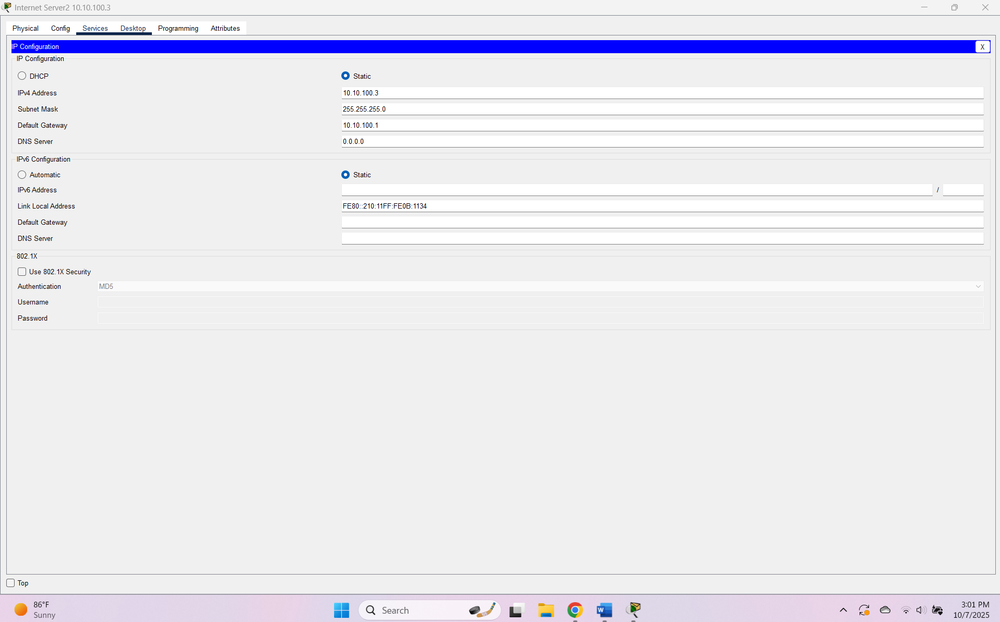 Internet Server2 10.10.100.3
Physical Config Services Desktop Programming Attributes
IP Configuration X
IP Configuration
DHCP Static
IPv4 Address 10.10.100.3
Subnet Mask 255.255.255.0
Default Gateway 10.10.100.1
DNS Server 0.0.0.0
IPv6 Configuration
Automatic Static
IPv6 Address /
Link Local Address FE80::210:11FF:FE0B:1134
Default Gateway
DNS Server
802.1X
Use 802.1X Security
Authentication MD5
Username
Password
Top
86°F
Sunny
Search
W
3:01 PM
10/7/2025